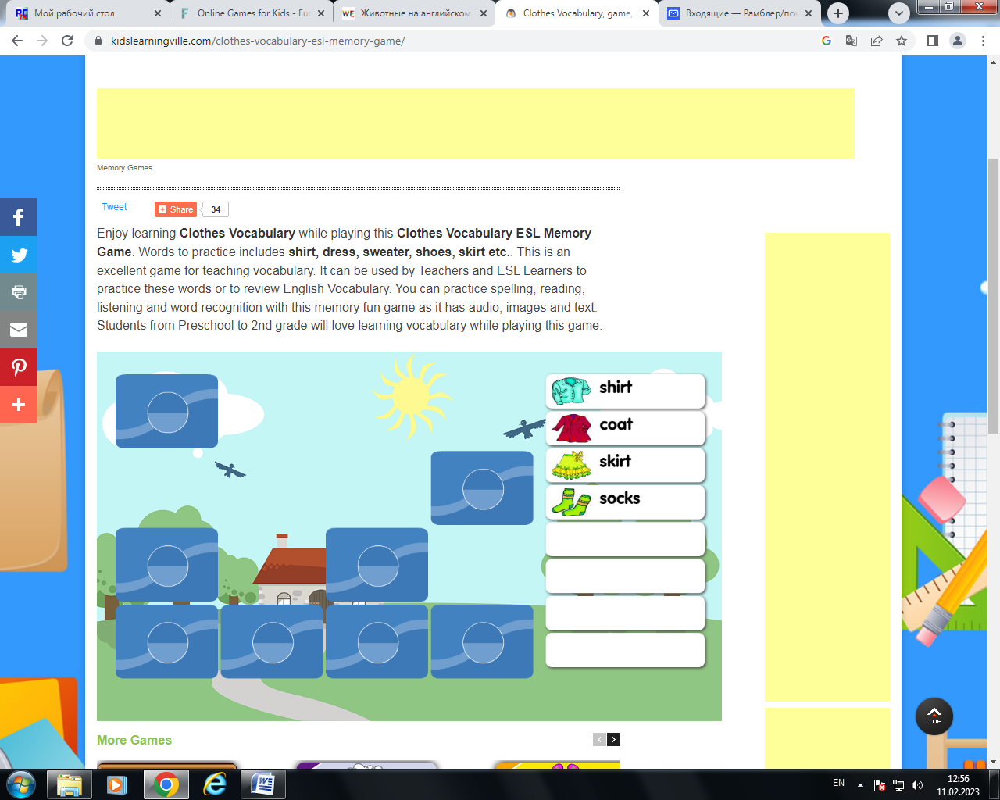 Мой рабочий стол
Online Games for Kids - Fu
Животные на английском
Clothes Vocabulary, game,
Входящие — Рамблер/поч
kidslearningville.com/clothes-vocabulary-esl-memory-game/
Memory Games
Tweet
Share
34
Enjoy learning Clothes Vocabulary while playing this Clothes Vocabulary ESL Memory
Game. Words to practice includes shirt, dress, sweater, shoes, skirt etc.. This is an
excellent game for teaching vocabulary. It can be used by Teachers and ESL Learners to
practice these words or to review English Vocabulary. You can practice spelling, reading,
listening and word recognition with this memory fun game as it has audio, images and text.
Students from Preschool to 2nd grade will love learning vocabulary while playing this game.
shirt
coat
skirt
socks
TOP
More Games
EN
12:56
11.02.2023